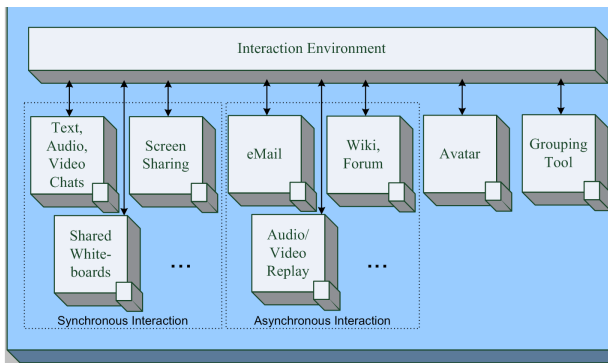 Interaction Environment
Text,
Audio,
Video
Chats
Screen
Sharing
eMail
Wiki,
Forum
Avatar
Grouping
Tool
Shared
White-
boards
...
Audio/
Video
Replay
...
Synchronous Interaction
Asynchronous Interaction